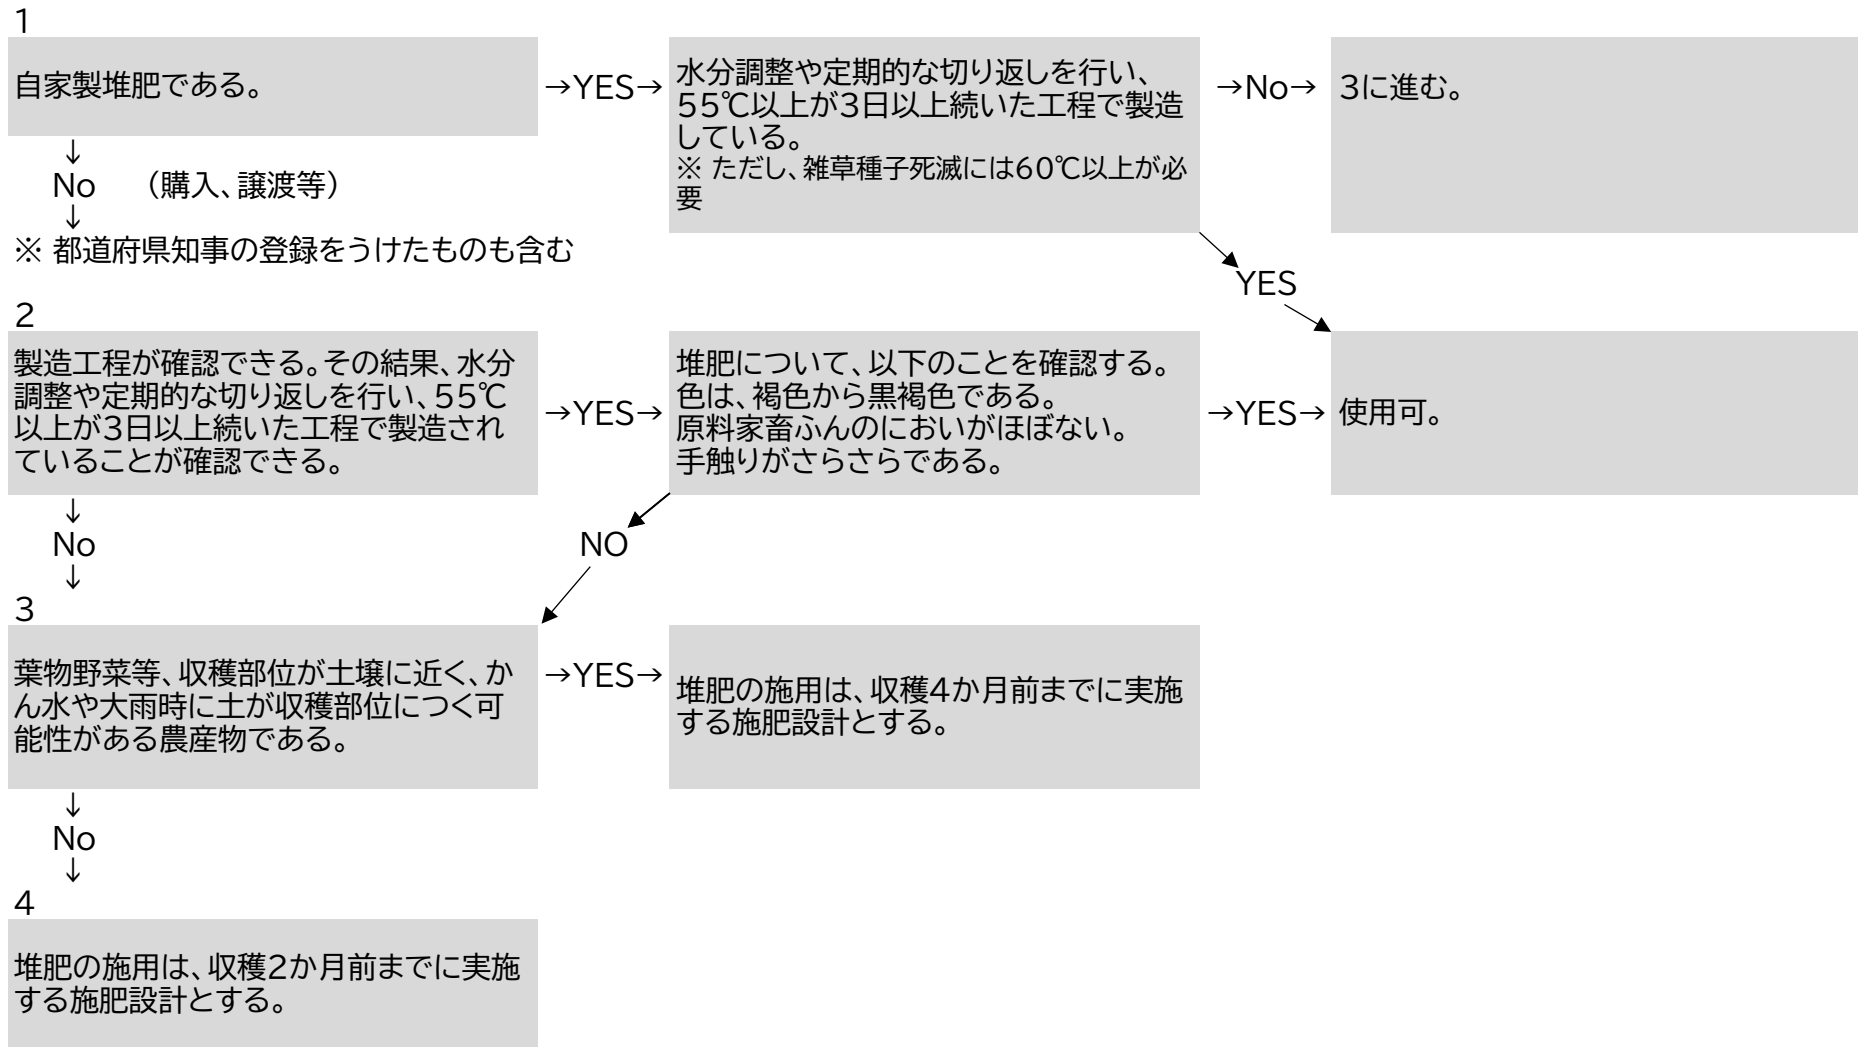 1
自家製堆肥である。
→YES→
水分調整や定期的な切り返しを行い、
55℃以上が3日以上続いた工程で製造
している。
※ ただし、雑草種子死滅には60℃以上が必
要
→No→
3に進む。
↓
No （購入、譲渡等）
↓
※ 都道府県知事の登録をうけたものも含む
YES
2
製造工程が確認できる。その結果、水分
調整や定期的な切り返しを行い、55℃
以上が3日以上続いた工程で製造され
ていることが確認できる。
→YES→
堆肥について、以下のことを確認する。
色は、褐色から黒褐色である。
原料家畜ふんのにおいがほぼない。
手触りがさらさらである。
→YES→
使用可。
↓
No
↓
NO
3
葉物野菜等、収穫部位が土壌に近く、か
ん水や大雨時に土が収穫部位につく可
能性がある農産物である。
→YES→
堆肥の施用は、収穫4か月前までに実施
する施肥設計とする。
↓
No
↓
4
堆肥の施用は、収穫2か月前までに実施
する施肥設計とする。